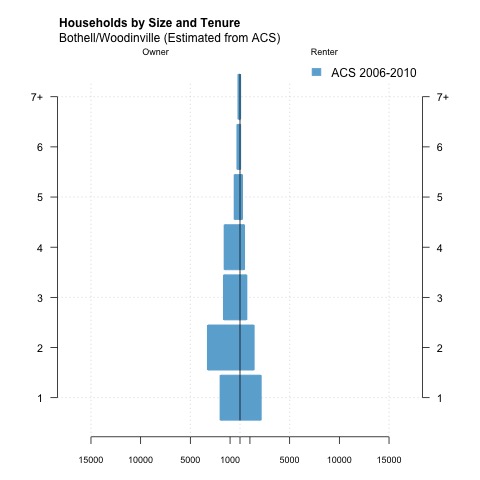 Households by Size and Tenure
Bothell/Woodinville (Estimated from ACS)
Owner Renter
ACS 2006-2010
7+ 7+
6 6
5 5
4 4
3 3
2 2
1 1
15000 10000 5000 1000 5000 10000 15000